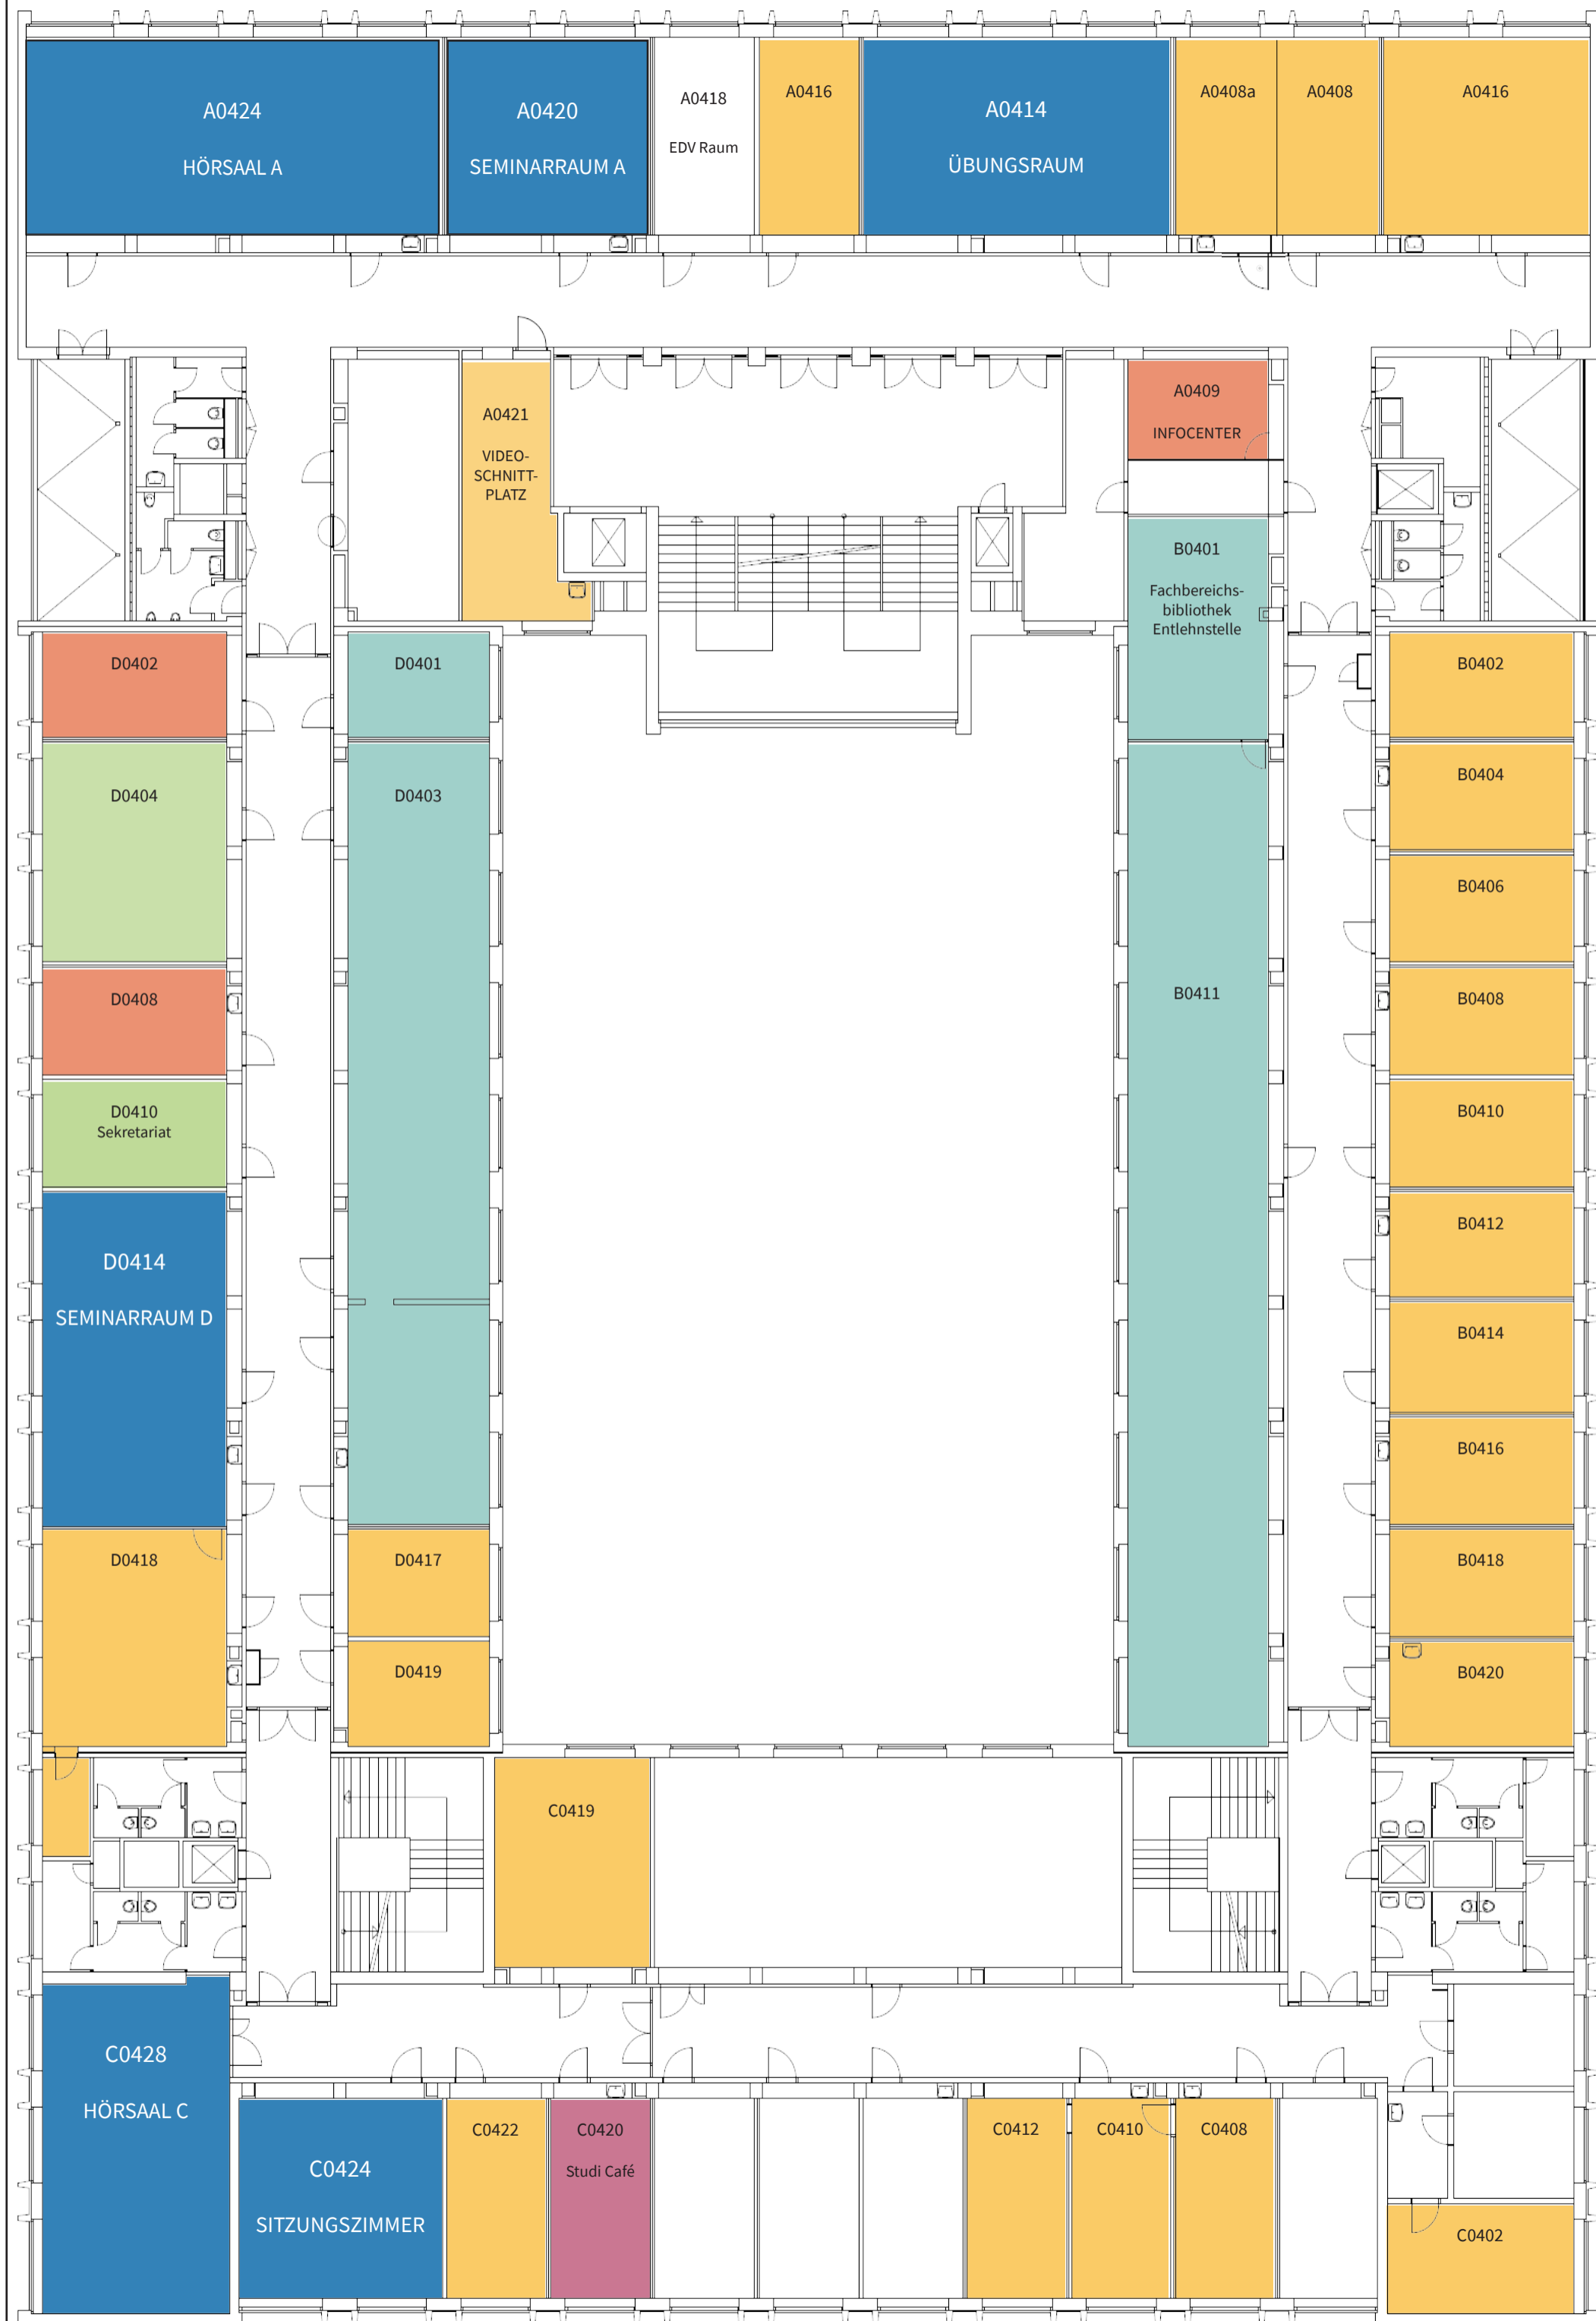 A0424
HÖRSAAL A
A0420
SEMINARRAUM A
A0418
EDV Raum
A0416
A0414
ÜBUNGSRAUM
A0408a
A0408
A0416
A0421
VIDEO-
SCHNITT-
PLATZ
A0409
INFOCENTER
B0401
Fachbereichs-
bibliothek
Entlehnstelle
D0402
D0401
B0402
D0404
D0403
B0404
B0406
D0408
B0411
B0408
D0410
Sekretariat
B0410
D0414
SEMINARRAUM D
B0412
B0414
B0416
D0418
D0417
B0418
D0419
B0420
C0419
C0428
HÖRSAAL C
C0424
SITZUNGSZIMMER
C0422
C0420
Studi Café
C0412
C0410
C0408
C0402